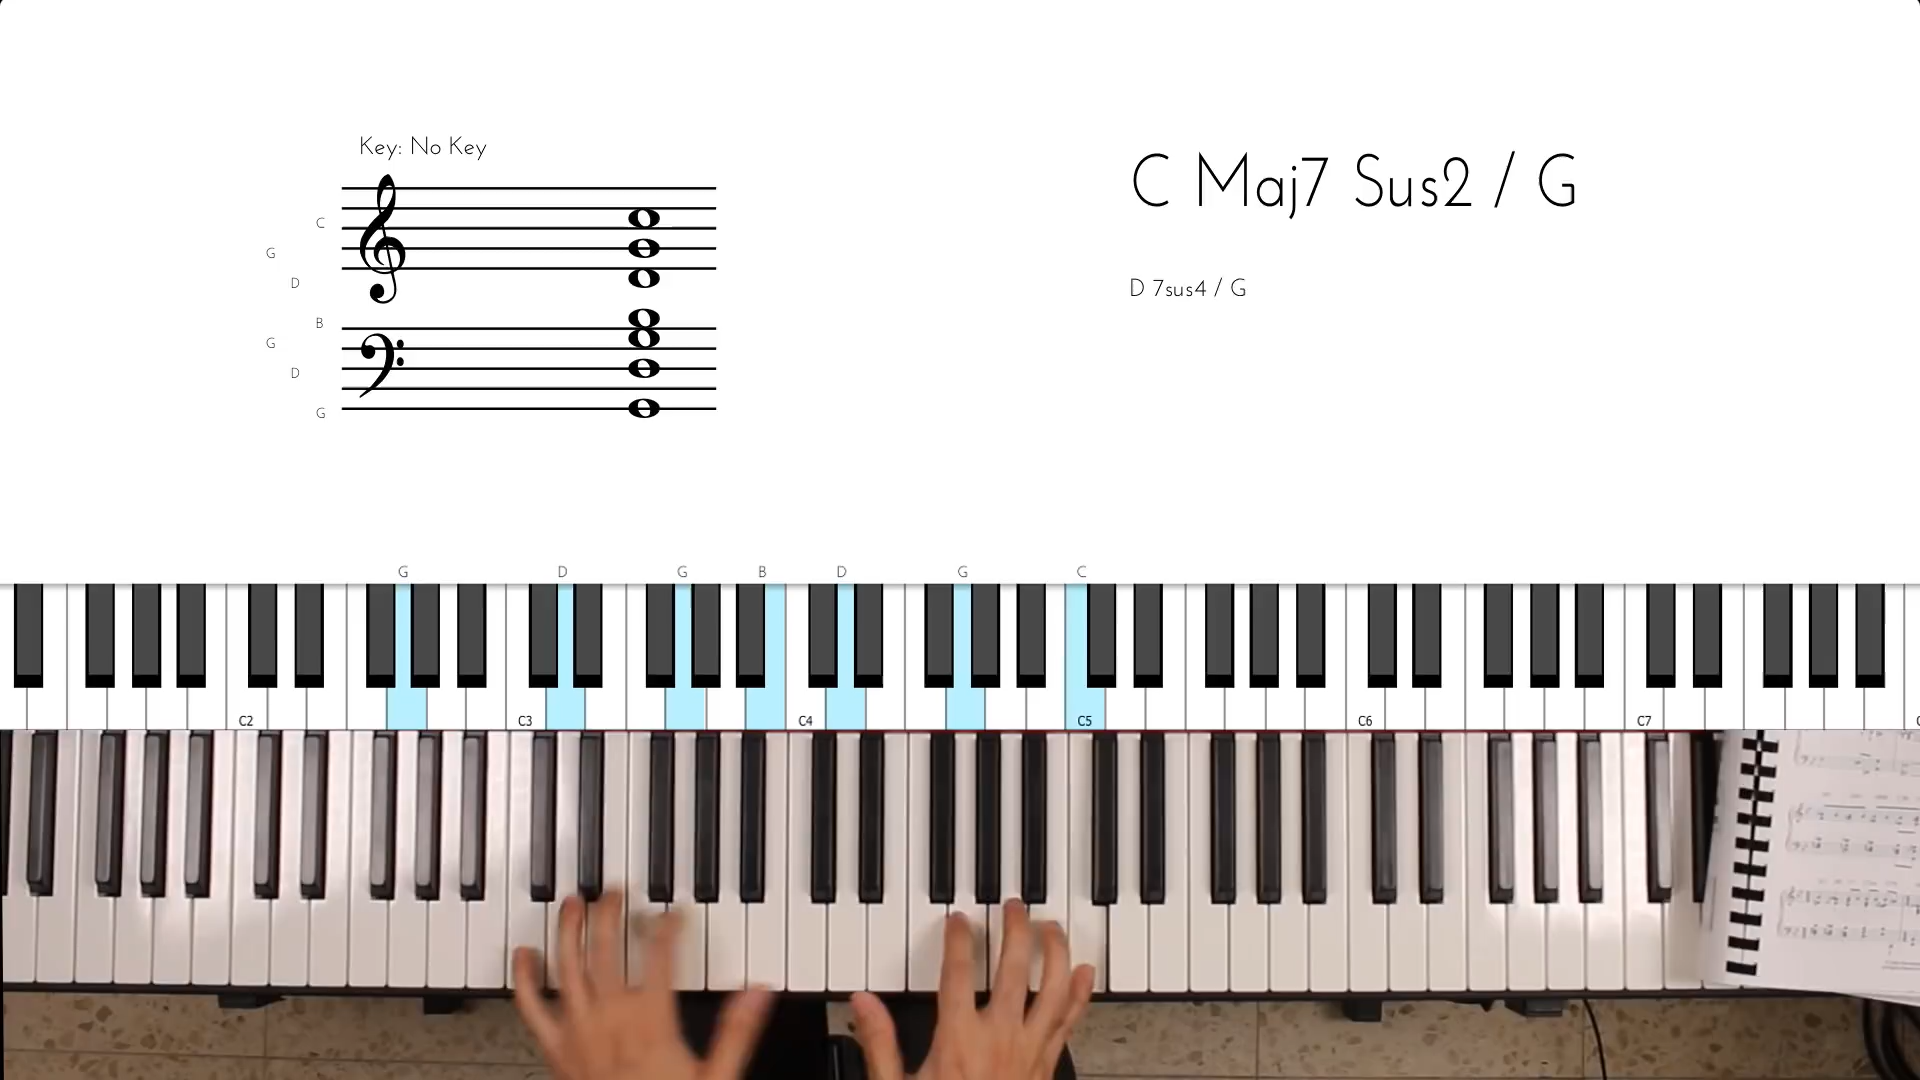 Key: No Key
C Maj7 Sus2 / G
C
G
D
D 7sus4 / G
B
G
D
G
G D G B D G C
C2 C3 C4 C5 C6 C7